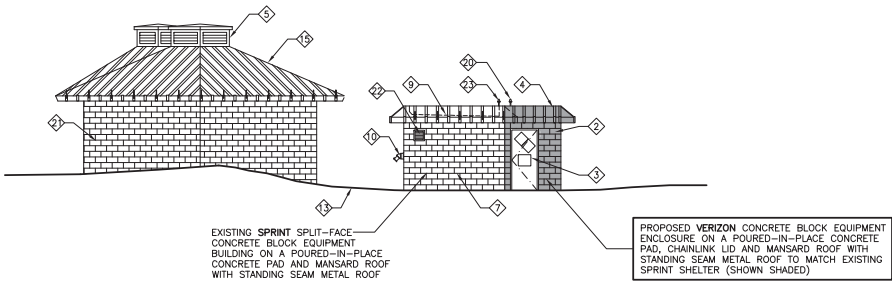 5
15
20
4
23
9
22
2
21
10
3
13
7
EXISTING SPRINT SPLIT-FACE
CONCRETE BLOCK EQUIPMENT
BUILDING ON A POURED-IN-PLACE
CONCRETE PAD AND MANSARD ROOF
WITH STANDING SEAM METAL ROOF
PROPOSED VERIZON CONCRETE BLOCK EQUIPMENT
ENCLOSURE ON A POURED-IN-PLACE CONCRETE
PAD, CHAINLINK LID AND MANSARD ROOF WITH
STANDING SEAM METAL ROOF TO MATCH EXISTING
SPRINT SHELTER (SHOWN SHADED)